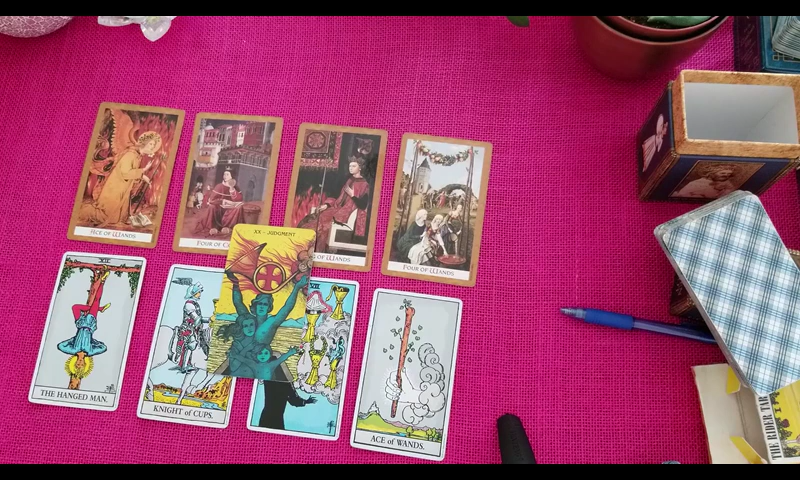 ACE OF WANDS
FOUR OF C
OF WANDS
FOUR OF WANDS
XX - JUDGMENT
XII
VII
THE HANGED MAN.
KNIGHT of CUPS.
ACE of WANDS.
THE RIDER TAR